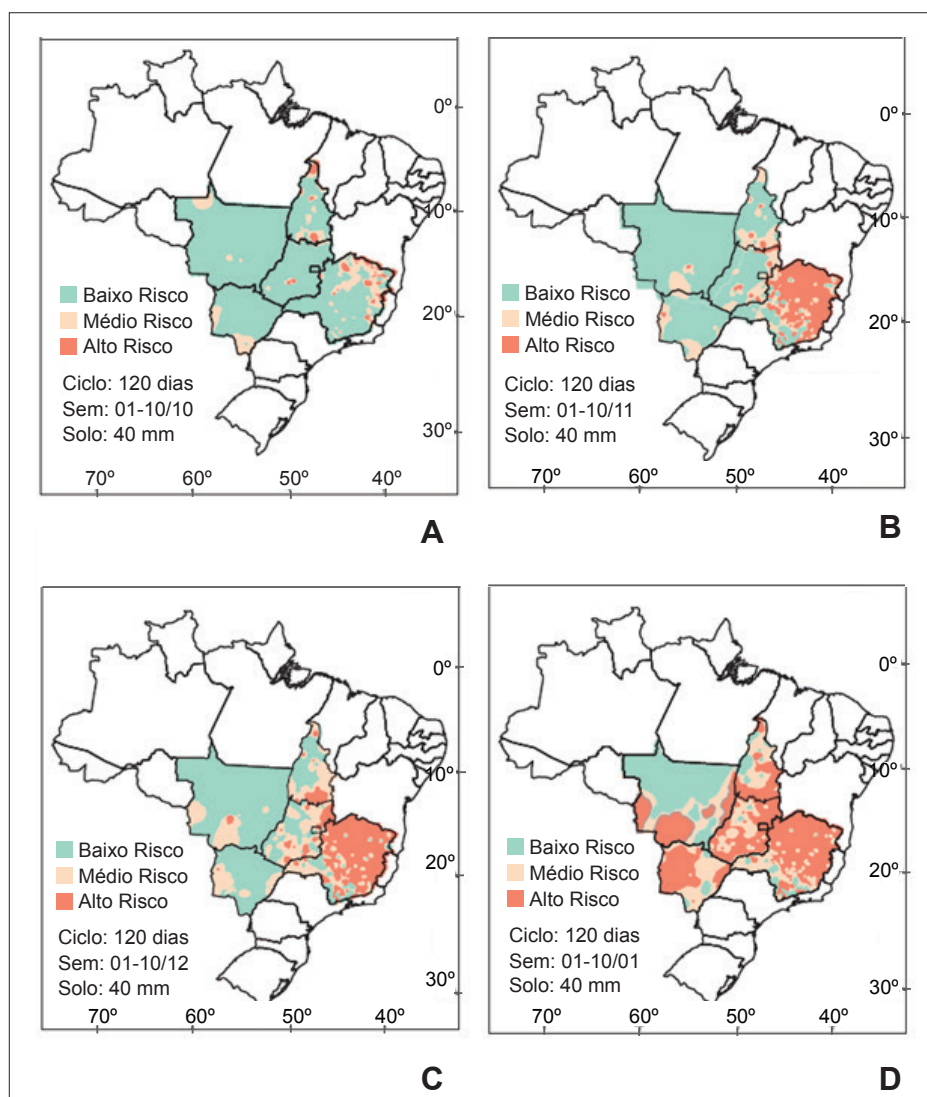 0º
10º
20º
30º
Baixo Risco
Médio Risco
Alto Risco
Ciclo: 120 dias
Sem: 01-10/10
Solo: 40 mm
70º 60º 50º 40º
A
0º
10º
20º
30º
Baixo Risco
Médio Risco
Alto Risco
Ciclo: 120 dias
Sem: 01-10/11
Solo: 40 mm
70º 60º 50º 40º
B
0º
10º
20º
30º
Baixo Risco
Médio Risco
Alto Risco
Ciclo: 120 dias
Sem: 01-10/12
Solo: 40 mm
70º 60º 50º 40º
C
0º
10º
20º
30º
Baixo Risco
Médio Risco
Alto Risco
Ciclo: 120 dias
Sem: 01-10/01
Solo: 40 mm
70º 60º 50º 40º
D